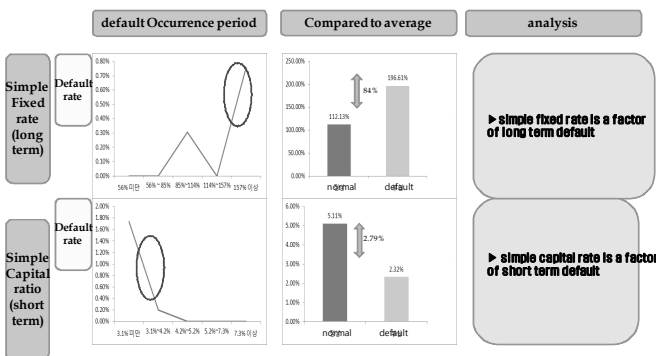 default Occurrence period
Compared to average
analysis
Simple
Fixed
rate
(long
term)
Default
rate
0.80%
0.70%
0.60%
0.50%
0.40%
0.30%
0.20%
0.10%
0.00%
56% 미만
56% ~ 85%
85%~114%
114%~157%
157% 이상
250.00%
200.00%
150.00%
100.00%
50.00%
0.00%
112.13%
196.61%
84%
normal
default
▶ simple fixed rate is a factor
of long term default
Simple
Capital
ratio
(short
term)
Default
rate
2.00%
1.80%
1.60%
1.40%
1.20%
1.00%
0.80%
0.60%
0.40%
0.20%
0.00%
3.1% 미만
3.1%~4.2%
4.2%~5.2%
5.2%~7.3%
7.3% 이상
6.00%
5.00%
4.00%
3.00%
2.00%
1.00%
0.00%
5.11%
2.32%
2.79%
normal
default
▶ simple capital rate is a factor
of short term default